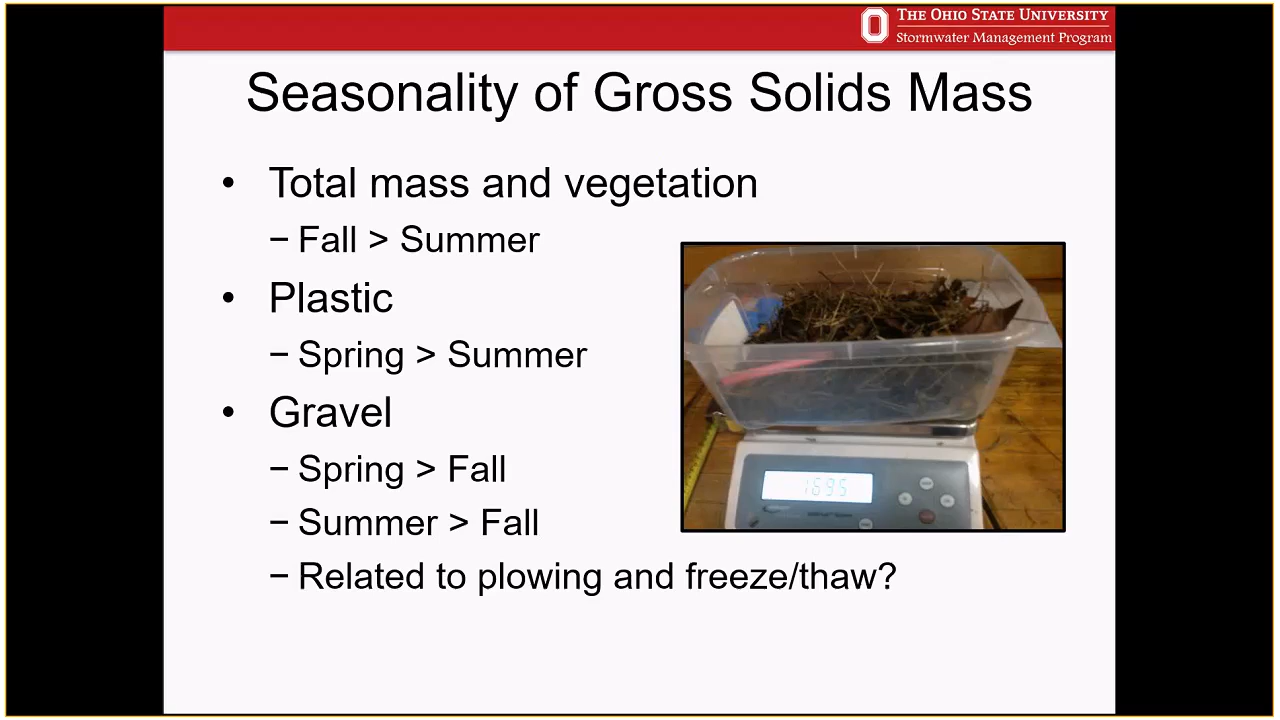 THE OHIO STATE UNIVERSITY
Stormwater Management Program
Seasonality of Gross Solids Mass
• Total mass and vegetation
− Fall > Summer
• Plastic
− Spring > Summer
• Gravel
− Spring > Fall
− Summer > Fall
− Related to plowing and freeze/thaw?
1695